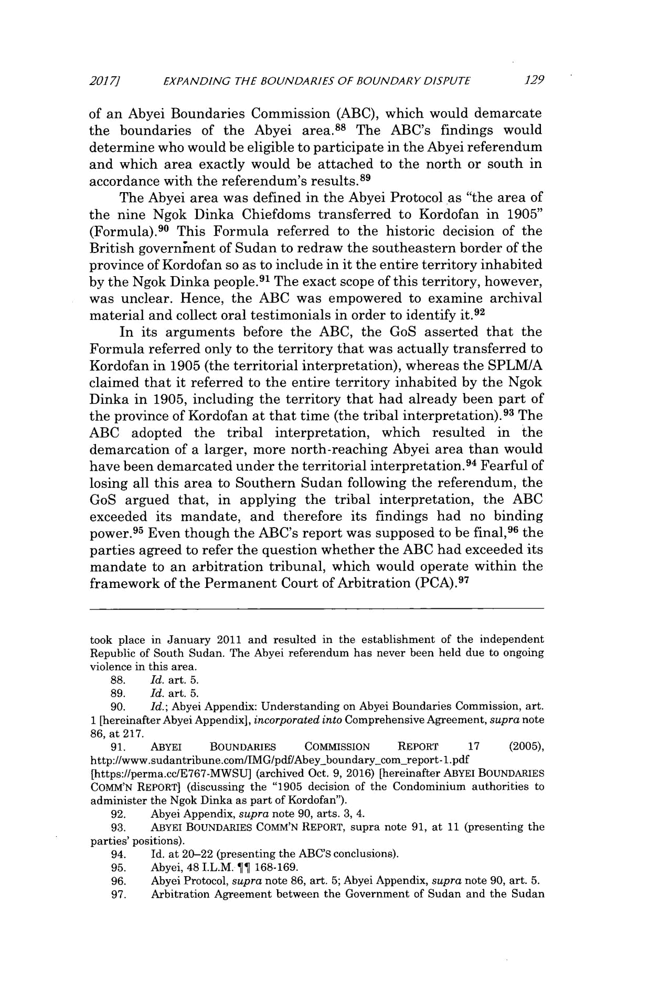 2017] EXPANDING THE BOUNDARIES OF BOUNDARY DISPUTE 129
of an Abyei Boundaries Commission (ABC), which would demarcate
the boundaries of the Abyei area.88 The ABC's findings would
determine who would be eligible to participate in the Abyei referendum
and which area exactly would be attached to the north or south in
accordance with the referendum's results.89
The Abyei area was defined in the Abyei Protocol as “the area of
the nine Ngok Dinka Chiefdoms transferred to Kordofan in 1905”
(Formula).90 This Formula referred to the historic decision of the
British government of Sudan to redraw the southeastern border of the
province of Kordofan so as to include in it the entire territory inhabited
by the Ngok Dinka people.91 The exact scope of this territory, however,
was unclear. Hence, the ABC was empowered to examine archival
material and collect oral testimonials in order to identify it.92
In its arguments before the ABC, the GoS asserted that the
Formula referred only to the territory that was actually transferred to
Kordofan in 1905 (the territorial interpretation), whereas the SPLM/A
claimed that it referred to the entire territory inhabited by the Ngok
Dinka in 1905, including the territory that had already been part of
the province of Kordofan at that time (the tribal interpretation).93 The
ABC adopted the tribal interpretation, which resulted in the
demarcation of a larger, more north-reaching Abyei area than would
have been demarcated under the territorial interpretation.94 Fearful of
losing all this area to Southern Sudan following the referendum, the
GoS argued that, in applying the tribal interpretation, the ABC
exceeded its mandate, and therefore its findings had no binding
power.95 Even though the ABC's report was supposed to be final,96 the
parties agreed to refer the question whether the ABC had exceeded its
mandate to an arbitration tribunal, which would operate within the
framework of the Permanent Court of Arbitration (PCA).97
took place in January 2011 and resulted in the establishment of the independent
Republic of South Sudan. The Abyei referendum has never been held due to ongoing
violence in this area.
88. Id. art. 5.
89. Id. art. 5.
90. Id.; Abyei Appendix: Understanding on Abyei Boundaries Commission, art.
1 [hereinafter Abyei Appendix], incorporated into Comprehensive Agreement, supra note
86, at 217.
91. ABYEI BOUNDARIES COMMISSION REPORT 17 (2005),
http://www.sudantribune.com/IMG/pdf/Abey_boundary_com_report-1.pdf
[https://perma.cc/E767-MWSU] (archived Oct. 9, 2016) [hereinafter ABYEI BOUNDARIES
COMM'N REPORT] (discussing the “1905 decision of the Condominium authorities to
administer the Ngok Dinka as part of Kordofan”).
92. Abyei Appendix, supra note 90, arts. 3, 4.
93. ABYEI BOUNDARIES COMM'N REPORT, supra note 91, at 11 (presenting the
parties' positions).
94. Id. at 20–22 (presenting the ABC'S conclusions).
95. Abyei, 48 I.L.M. ¶¶ 168-169.
96. Abyei Protocol, supra note 86, art. 5; Abyei Appendix, supra note 90, art. 5.
97. Arbitration Agreement between the Government of Sudan and the Sudan